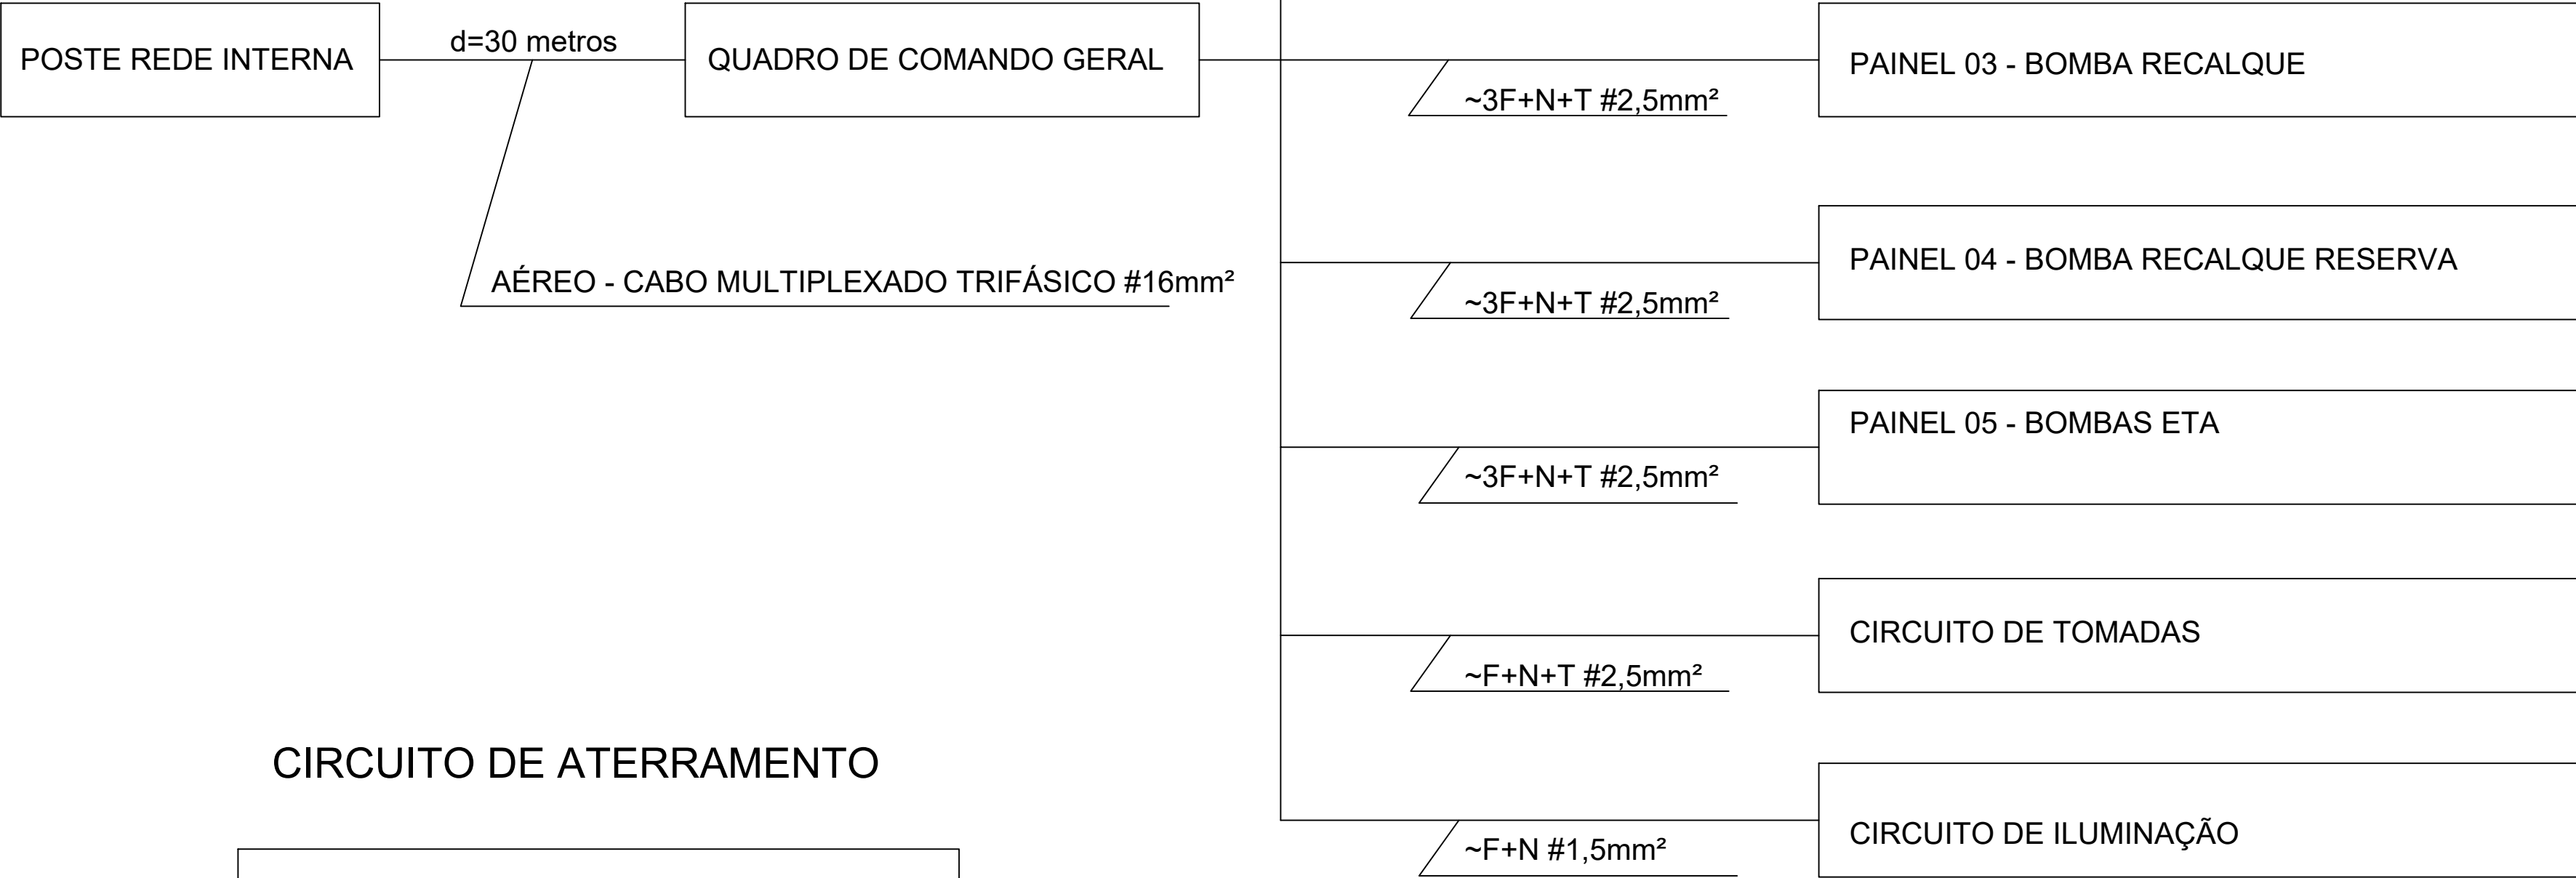 POSTE REDE INTERNA
d=30 metros
QUADRO DE COMANDO GERAL
AÉREO - CABO MULTIPLEXADO TRIFÁSICO #16mm²
~3F+N+T #2,5mm²
PAINEL 03 - BOMBA RECALQUE
~3F+N+T #2,5mm²
PAINEL 04 - BOMBA RECALQUE RESERVA
~3F+N+T #2,5mm²
PAINEL 05 - BOMBAS ETA
~F+N+T #2,5mm²
CIRCUITO DE TOMADAS
~F+N #1,5mm²
CIRCUITO DE ILUMINAÇÃO
CIRCUITO DE ATERRAMENTO